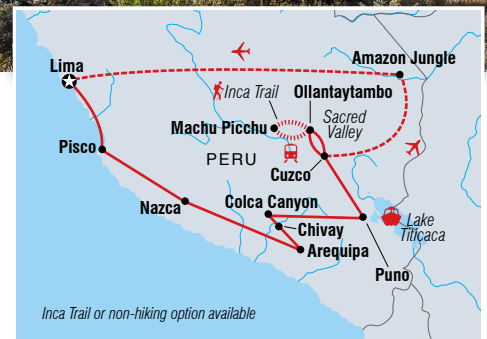 Lima
Amazon Jungle
Inca Trail
Ollantaytambo
Machu Picchu
Sacred
Valley
PERU
Pisco
Cuzco
Nazca
Colca Canyon
Chivay
Arequipa
Lake
Titicaca
Puno
Inca Trail or non-hiking option available